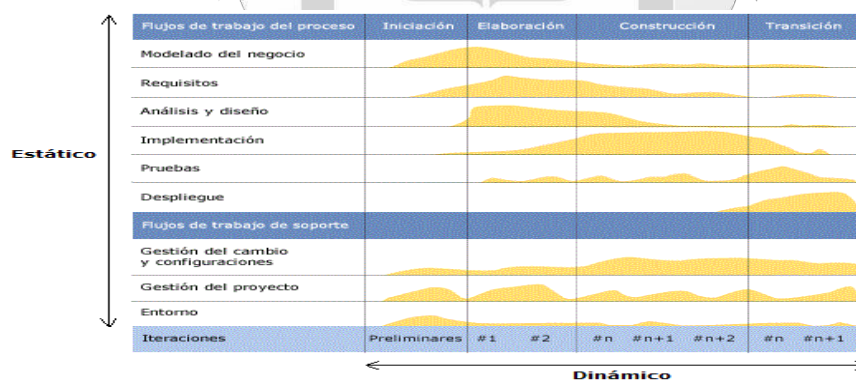 Flujos de trabajo del proceso Iniciación Elaboración Construcción Transición
Modelado del negocio
Requisitos
Análisis y diseño
Implementación
Estático
Pruebas
Despliegue
Flujos de trabajo de soporte
Gestión del cambio
y configuraciones
Gestión del proyecto
Entorno
Iteraciones Preliminares #1 #2 #n #n+1 #n+2 #n #n+1
Dinámico